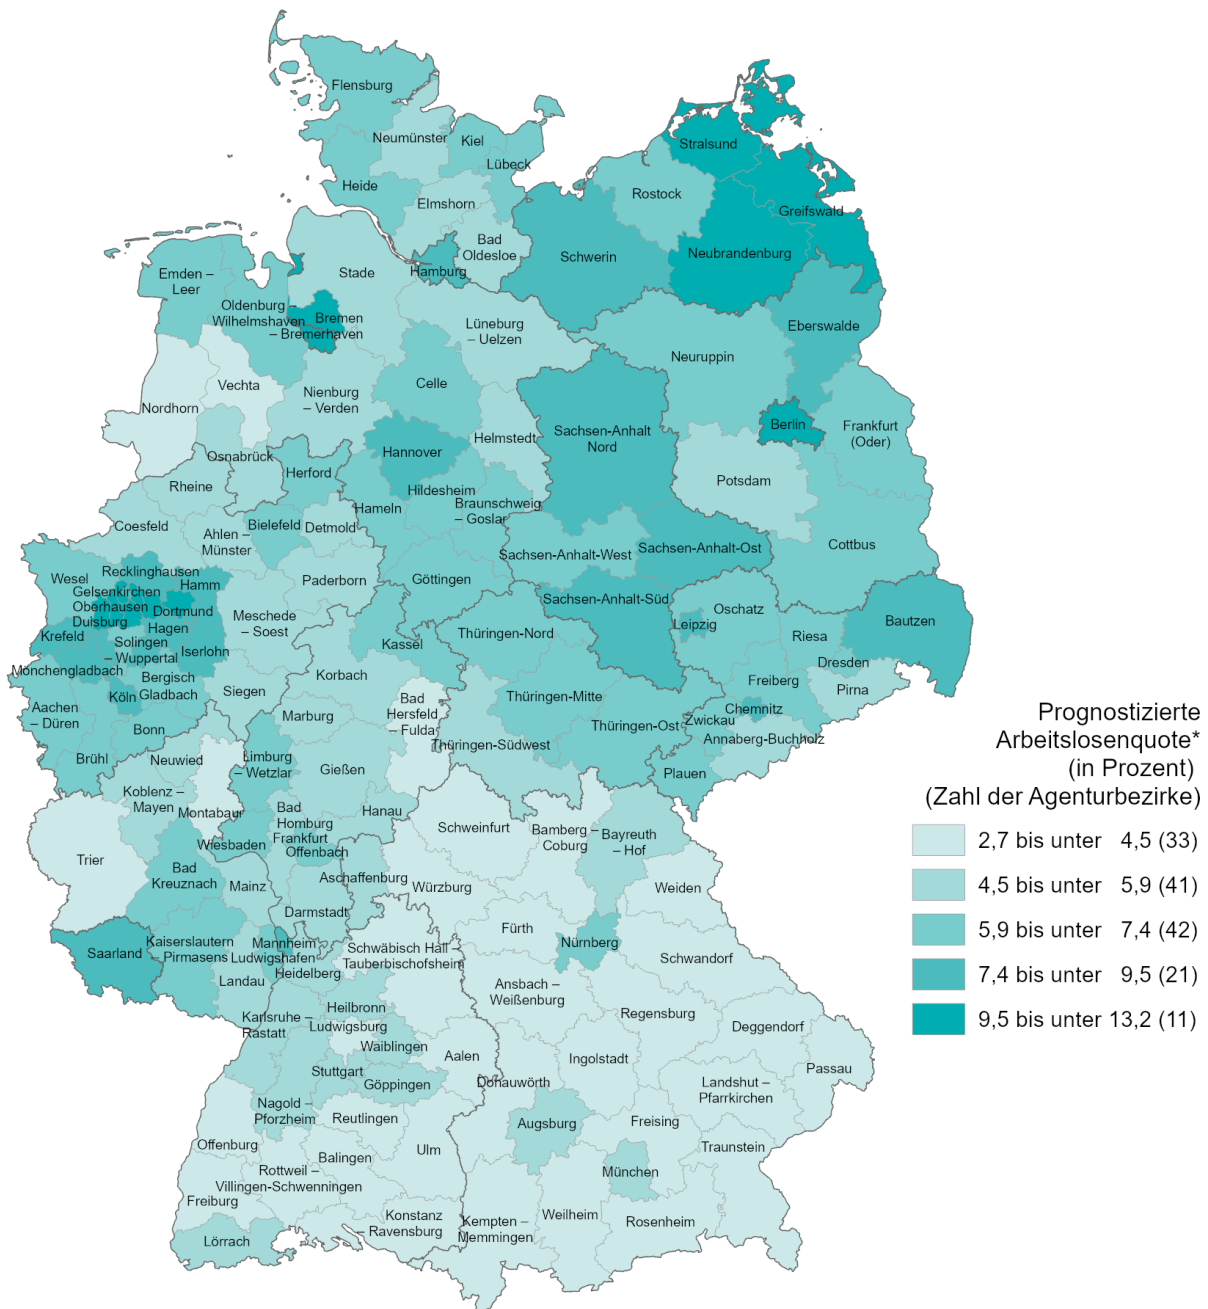 Flensburg
Neumünster
Kiel
Lübeck
Heide
Elmshorn
Bad
Oldesloe
Hamburg
Stralsund
Rostock
Greifswald
Neubrandenburg
Schwerin
Emden –
Leer
Stade
Oldenburg –
Wilhelmshaven
Bremen
– Bremerhaven
Lüneburg
– Uelzen
Eberswalde
Neuruppin
Vechta
Nordhorn
Nienburg
– Verden
Celle
Berlin
Frankfurt
(Oder)
Helmstedt
Sachsen-Anhalt
Nord
Hannover
Osnabrück
Herford
Rheine
Potsdam
Hildesheim
Hameln
Braunschweig
– Goslar
Coesfeld
Ahlen –
Münster
Bielefeld
Detmold
Sachsen-Anhalt-West
Sachsen-Anhalt-Ost
Cottbus
Wesel
Recklinghausen
Gelsenkirchen
Hamm
Oberhausen
Dortmund
Duisburg
Hagen
Krefeld
Solingen
– Wuppertal
Iserlohn
Mönchengladbach
Bergisch
Gladbach
Köln
Paderborn
Göttingen
Meschede
– Soest
Sachsen-Anhalt-Süd
Oschatz
Leipzig
Riesa
Bautzen
Kassel
Thüringen-Nord
Dresden
Pirna
Freiberg
Chemnitz
Zwickau
Annaberg-Buchholz
Aachen
– Düren
Bonn
Brühl
Siegen
Korbach
Marburg
Bad
Hersfeld
– Fulda
Thüringen-Mitte
Thüringen-Ost
Thüringen-Südwest
Plauen
Neuwied
Limburg
– Wetzlar
Gießen
Koblenz –
Mayen
Montabaur
Bad
Homburg
Hanau
Frankfurt
Offenbach
Wiesbaden
Trier
Bad
Kreuznach
Mainz
Aschaffenburg
Darmstadt
Schweinfurt
Bamberg –
Coburg
Bayreuth
– Hof
Würzburg
Weiden
Saarland
Kaiserslautern
– Pirmasens
Mannheim
Ludwigshafen
Heidelberg
Landau
Schwäbisch Hall –
Tauberbischofsheim
Fürth
Nürnberg
Schwandorf
Ansbach –
Weißenburg
Regensburg
Karlsruhe –
Rastatt
Heilbronn
Ludwigsburg
Waiblingen
Aalen
Stuttgart
Göppingen
Donauwörth
Ingolstadt
Deggendorf
Passau
Landshut –
Pfarrkirchen
Nagold –
Pforzheim
Reutlingen
Augsburg
Freising
Traunstein
Offenburg
Balingen
Ulm
Rottweil –
Villingen-Schwenningen
München
Freiburg
Konstanz
– Ravensburg
Kempten –
Memmingen
Weilheim
Rosenheim
Lörrach
Prognostizierte
Arbeitslosenquote*
(in Prozent)
(Zahl der Agenturbezirke)
2,7 bis unter 4,5 (33)
4,5 bis unter 5,9 (41)
5,9 bis unter 7,4 (42)
7,4 bis unter 9,5 (21)
9,5 bis unter 13,2 (11)